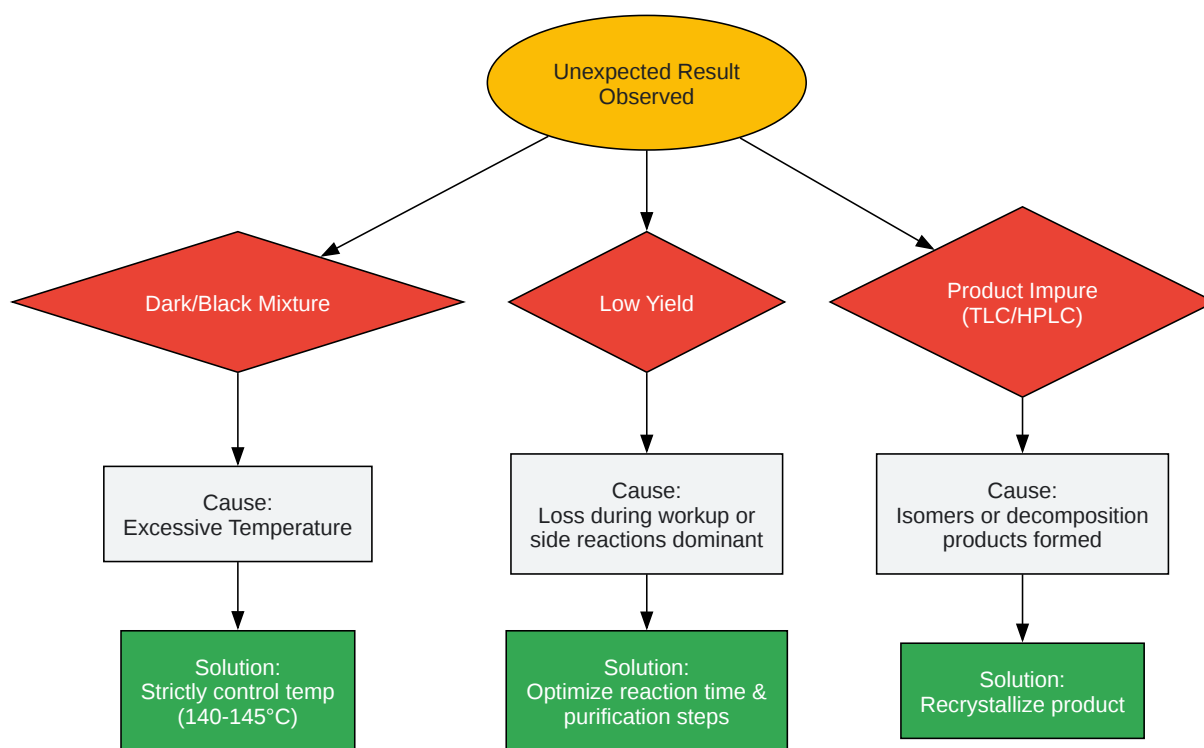 Unexpected Result
Observed
Dark/Black Mixture
Low Yield
Product Impure
(TLC/HPLC)
Cause:
Excessive Temperature
Cause:
Loss during workup or
side reactions dominant
Cause:
Isomers or decomposition
products formed
Solution:
Strictly control temp
(140-145°C)
Solution:
Optimize reaction time &
purification steps
Solution:
Recrystallize product